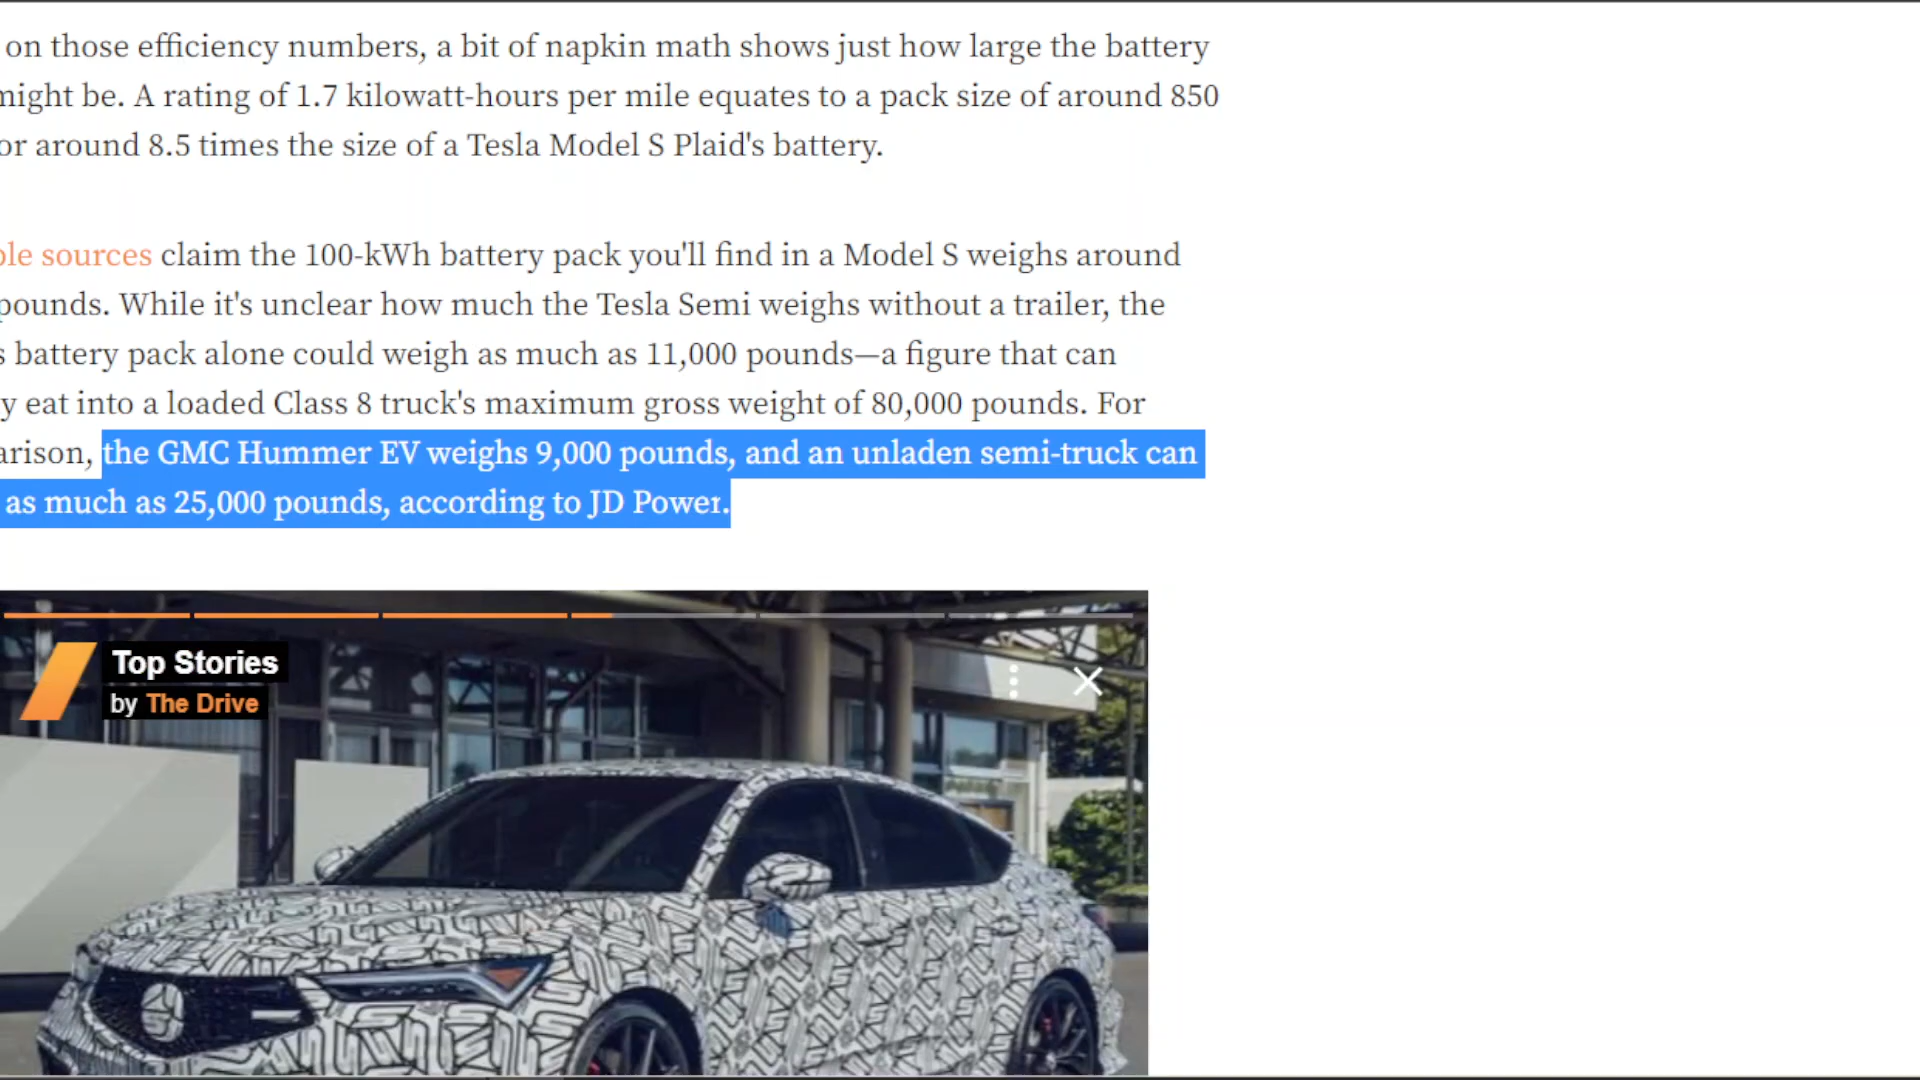 on those efficiency numbers, a bit of napkin math shows just how large the battery
might be. A rating of 1.7 kilowatt-hours per mile equates to a pack size of around 850
or around 8.5 times the size of a Tesla Model S Plaid's battery.
sources claim the 100-kWh battery pack you'll find in a Model S weighs around
pounds. While it's unclear how much the Tesla Semi weighs without a trailer, the
battery pack alone could weigh as much as 11,000 pounds—a figure that can
eat into a loaded Class 8 truck's maximum gross weight of 80,000 pounds. For
the GMC Hummer EV weighs 9,000 pounds, and an unladen semi-truck can
as much as 25,000 pounds, according to JD Power.
Top Stories
by The Drive